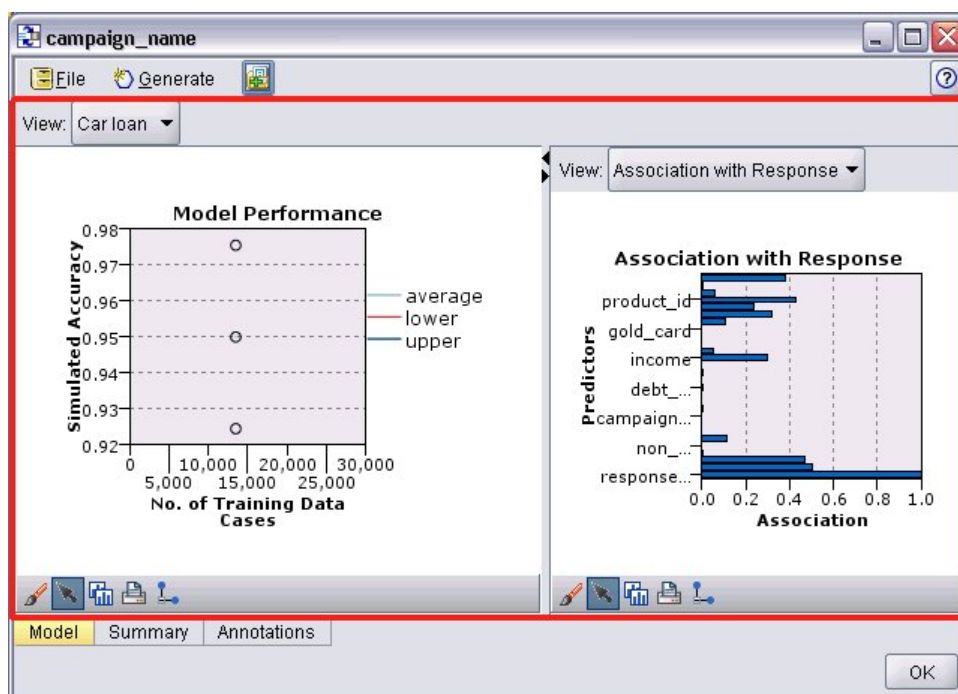 campaign_name
File Generate
View: Car loan
Model Performance
Simulated Accuracy
0.98
0.97
0.96
0.95
0.94
0.93
0.92
0 10,000 20,000 30,000
5,000 15,000 25,000
No. of Training Data
Cases
average
lower
upper
View: Association with Response
Association with Response
Predictors
product_id
gold_card
income
debt_...
campaign...
non_...
response...
0.0 0.2 0.4 0.6 0.8 1.0
Association
Model Summary Annotations
OK